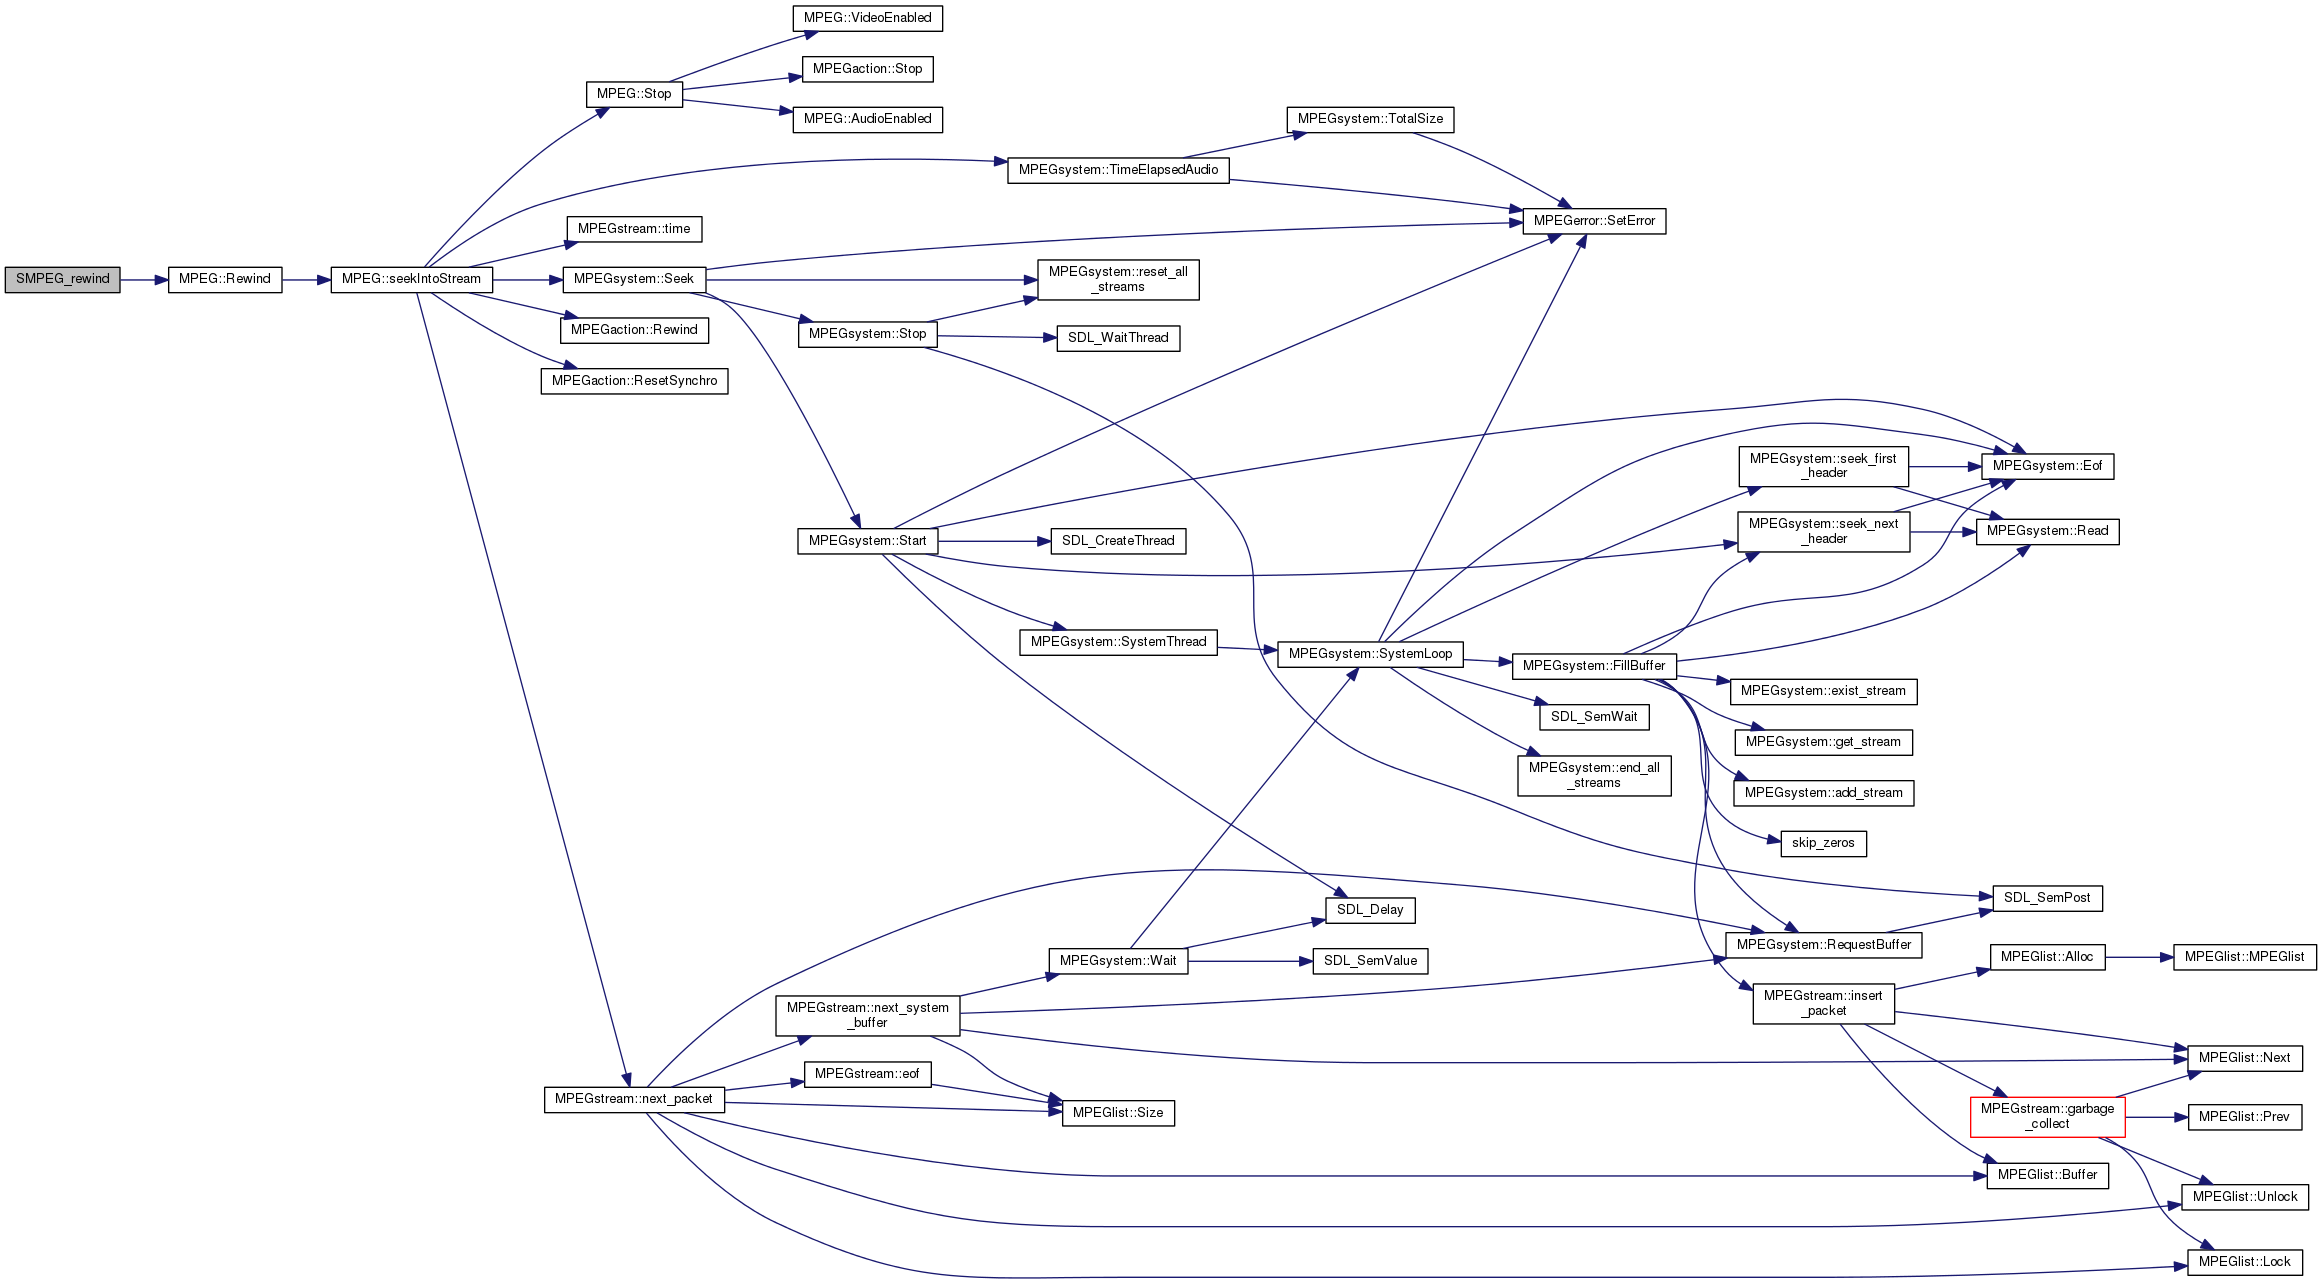 MPEG::VideoEnabled
MPEGaction::Stop
MPEG::Stop
MPEG::AudioEnabled
MPEGsystem::TotalSize
MPEGsystem::TimeElapsedAudio
MPEGerror::SetError
MPEGstream::time
SMPEG_rewind
MPEG::Rewind
MPEG::seekIntoStream
MPEGsystem::Seek
MPEGsystem::reset_all
_streams
MPEGaction::Rewind
MPEGsystem::Stop
SDL_WaitThread
MPEGaction::ResetSynchro
MPEGsystem::seek_first
_header
MPEGsystem::Eof
MPEGsystem::Start
SDL_CreateThread
MPEGsystem::seek_next
_header
MPEGsystem::Read
MPEGsystem::SystemThread
MPEGsystem::SystemLoop
MPEGsystem::FillBuffer
MPEGsystem::exist_stream
SDL_SemWait
MPEGsystem::get_stream
MPEGsystem::end_all
_streams
MPEGsystem::add_stream
skip_zeros
SDL_Delay
SDL_SemPost
MPEGsystem::RequestBuffer
MPEGsystem::Wait
SDL_SemValue
MPEGlist::Alloc
MPEGlist::MPEGlist
MPEGstream::next_system
_buffer
MPEGstream::insert
_packet
MPEGlist::Next
MPEGstream::eof
MPEGstream::next_packet
MPEGlist::Size
MPEGstream::garbage
_collect
MPEGlist::Prev
MPEGlist::Buffer
MPEGlist::Unlock
MPEGlist::Lock